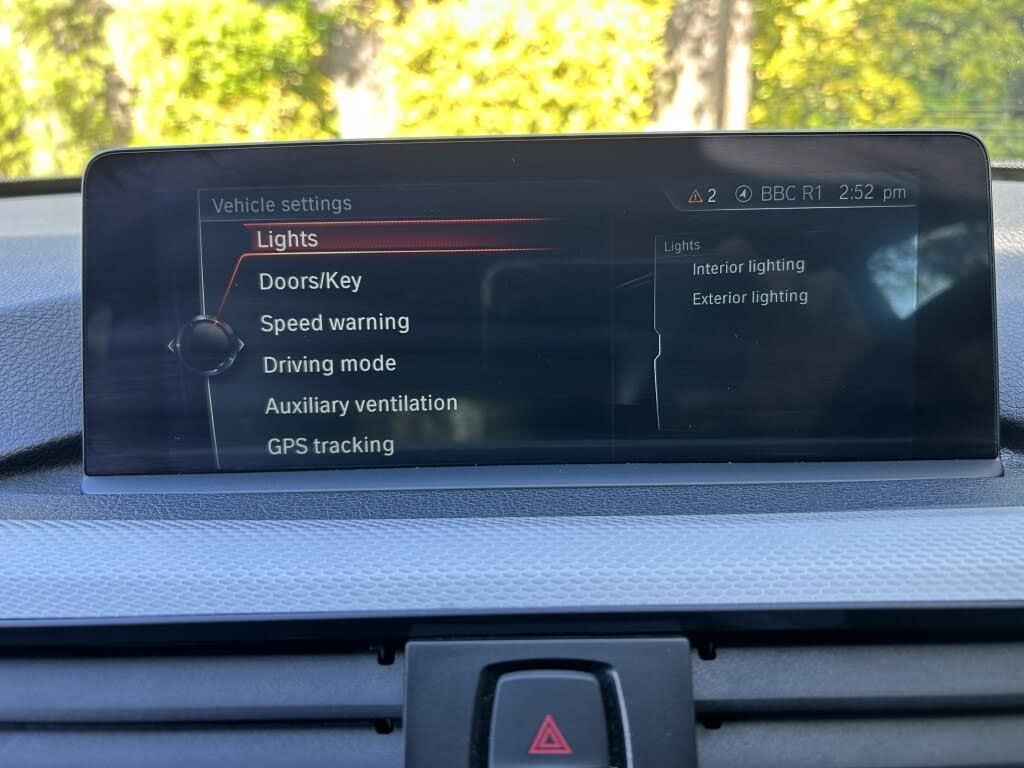 Vehicle settings
2 BBC R1 2:52 pm
Lights
Doors/Key
Speed warning
Driving mode
Auxiliary ventilation
GPS tracking
Lights
Interior lighting
Exterior lighting